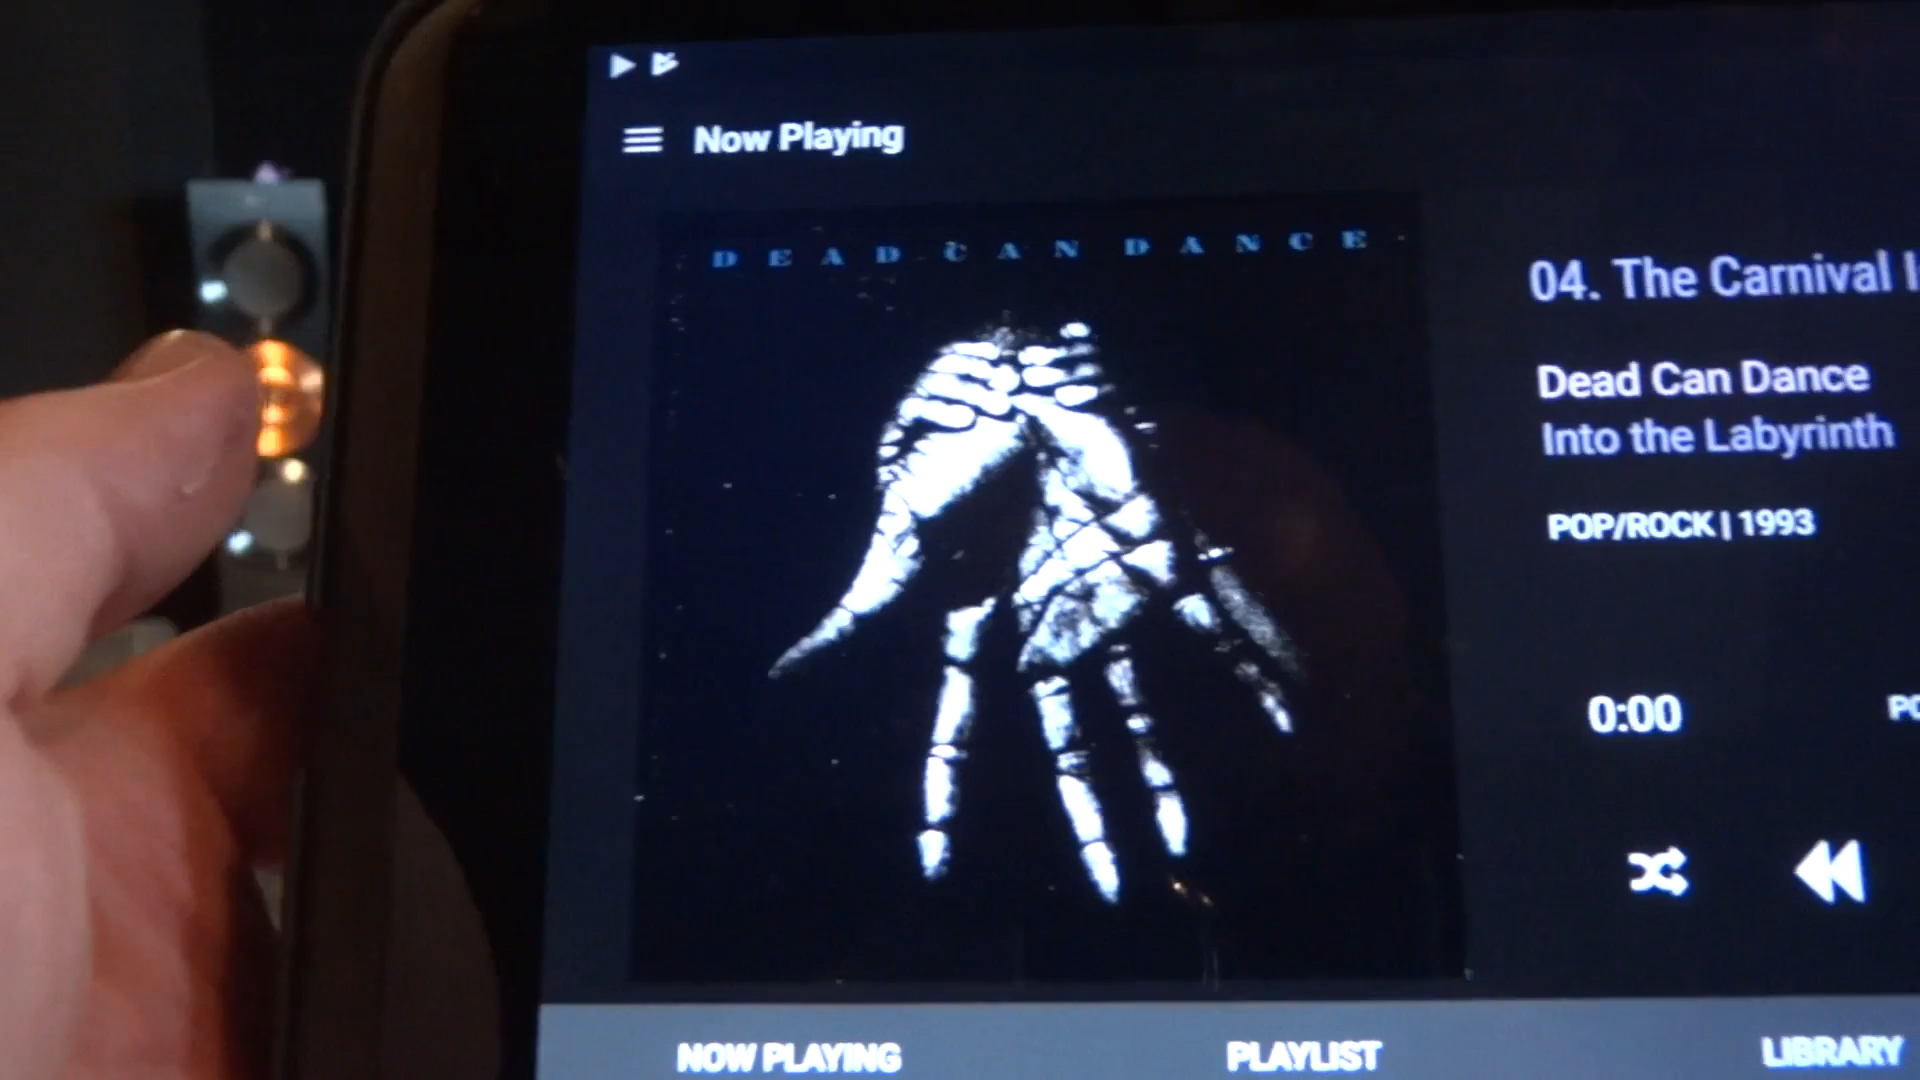 Now Playing
DEAD CAN DANCE
04. The Carnival
Dead Can Dance
Into the Labyrinth
POP/ROCK | 1993
0:00
NOW PLAYING
PLAYLIST
LIBRARY